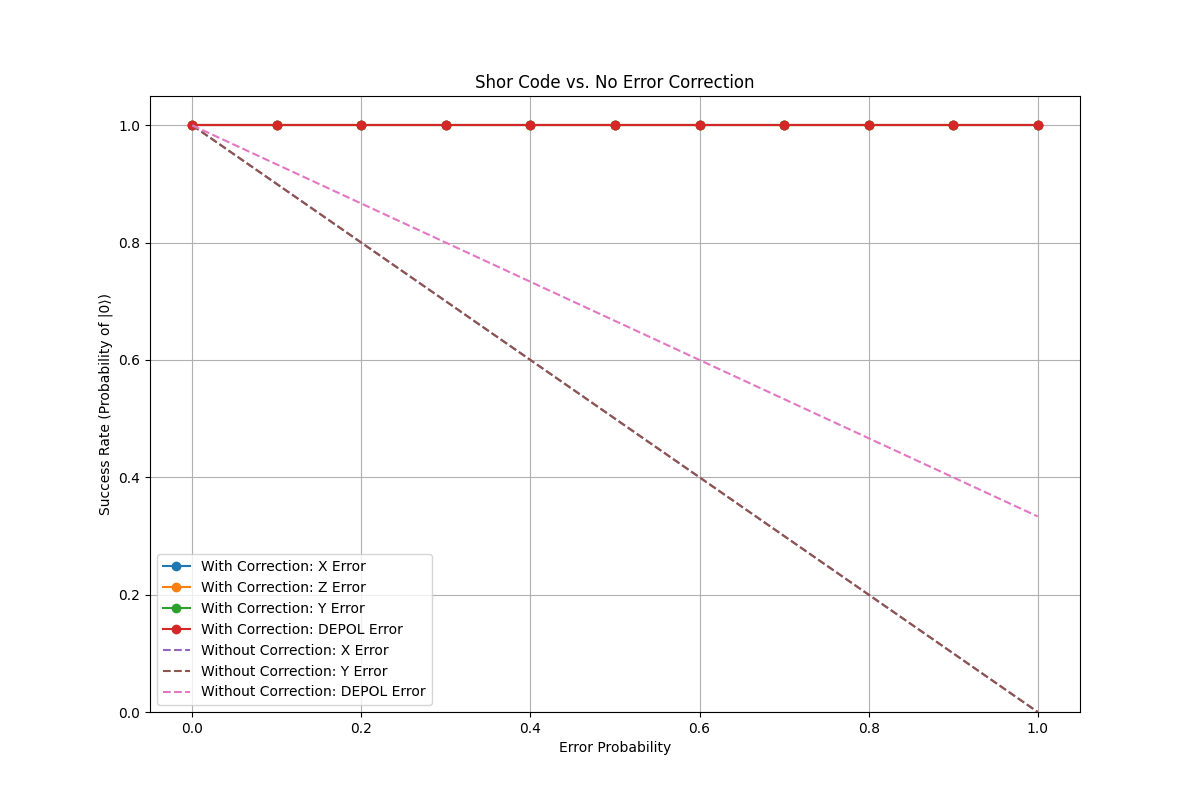 Shor Code vs. No Error Correction
Success Rate (Probability of |0⟩)
1.0
0.8
0.6
0.4
0.2
0.0
With Correction: X Error
With Correction: Z Error
With Correction: Y Error
With Correction: DEPOL Error
Without Correction: X Error
Without Correction: Y Error
Without Correction: DEPOL Error
0.0 0.2 0.4 0.6 0.8 1.0
Error Probability